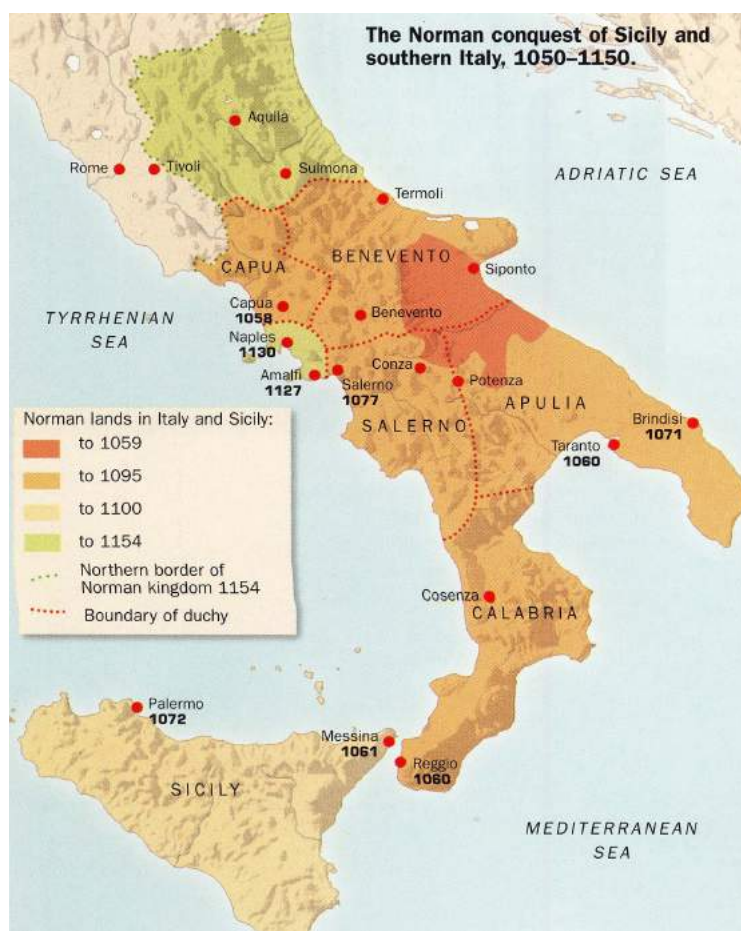 The Norman conquest of Sicily and
southern Italy, 1050–1150.
Aquila
Rome
Tivoli
Sulmona
ADRIATIC SEA
Termoli
BENEVENTO
CAPUA
Siponto
Capua
1058
Benevento
TYRRHENIAN
SEA
Naples
1130
Conza
Amalfi
1127
Salerno
1077
Potenza
APULIA
SALERNO
Brindisi
1071
Taranto
1060
Norman lands in Italy and Sicily:
to 1059
to 1095
to 1100
to 1154
Northern border of
Norman kingdom 1154
Boundary of duchy
Cosenza
CALABRIA
Palermo
1072
Messina
1061
Reggio
1060
SICILY
MEDITERRANEAN
SEA